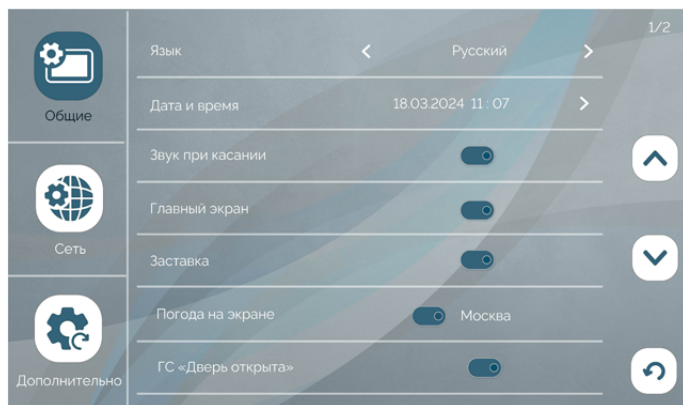 1/2
Язык
Русский
Общие
Дата и время
18.03.2024 11:07
Звук при касании
Главный экран
Сеть
Заставка
Погода на экране
Москва
Дополнительно
ГС «Дверь открыта»